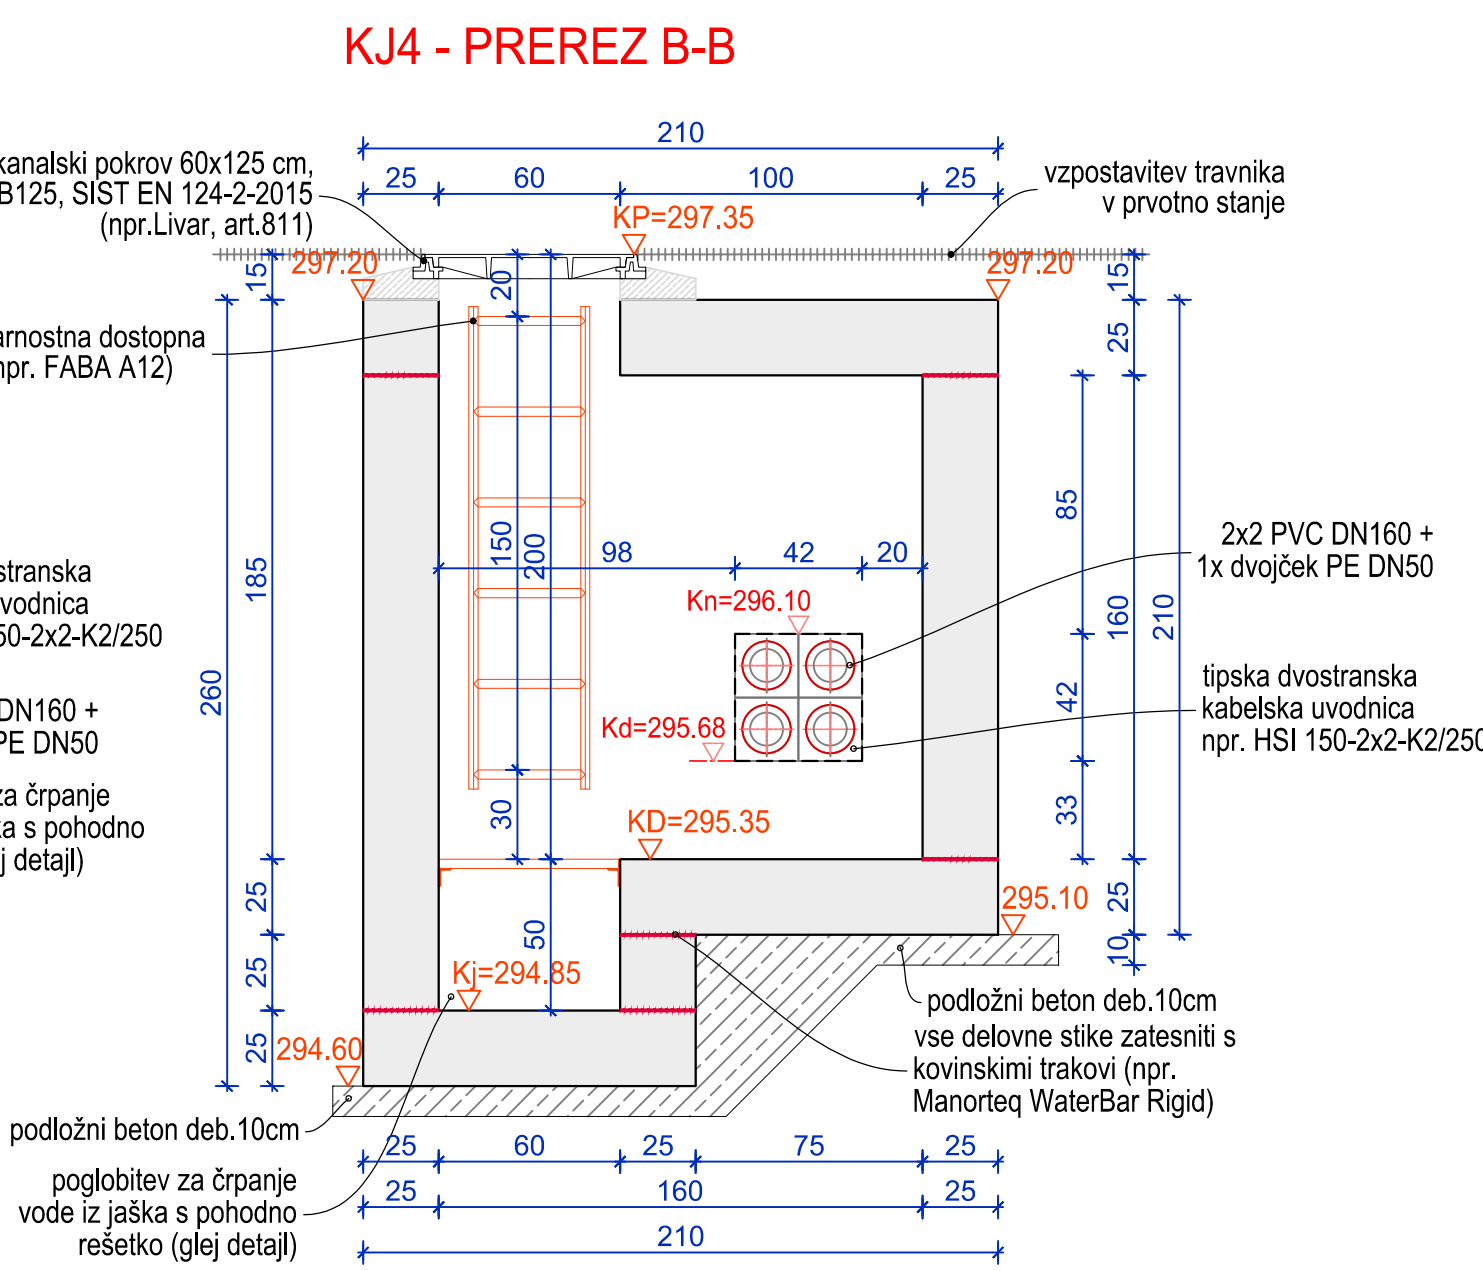 KJ4 - PREREZ B-B
210
25 60 100 25
kanalski pokrov 60x125 cm,
B125, SIST EN 124-2-2015
(npr.Livar, art.811)
vzpostavitev travnika
v prvotno stanje
KP=297.35
297.20
297.20
15
20
15
25
arnostna dostopna
npr. FABA A12)
185
150
200
98 42 20
85
160
210
2x2 PVC DN160 +
1x dvojček PE DN50
stranska
vodnica
50-2x2-K2/250
Kn=296.10
260
42
tipska dvostranska
kabelska uvodnica
npr. HSI 150-2x2-K2/250
DN160 +
PE DN50
Kd=295.68
za črpanje
ka s pohodno
j detajl)
30
KD=295.35
33
25
25
295.10
50
10
25
Kj=294.85
podložni beton deb.10cm
vse delovne stike zatesniti s
kovinskimi trakovi (npr.
Manorteq WaterBar Rigid)
25
294.60
podložni beton deb.10cm
poglobitev za črpanje
vode iz jaška s pohodno
rešetko (glej detajl)
25 60 25 75 25
25 160 25
210